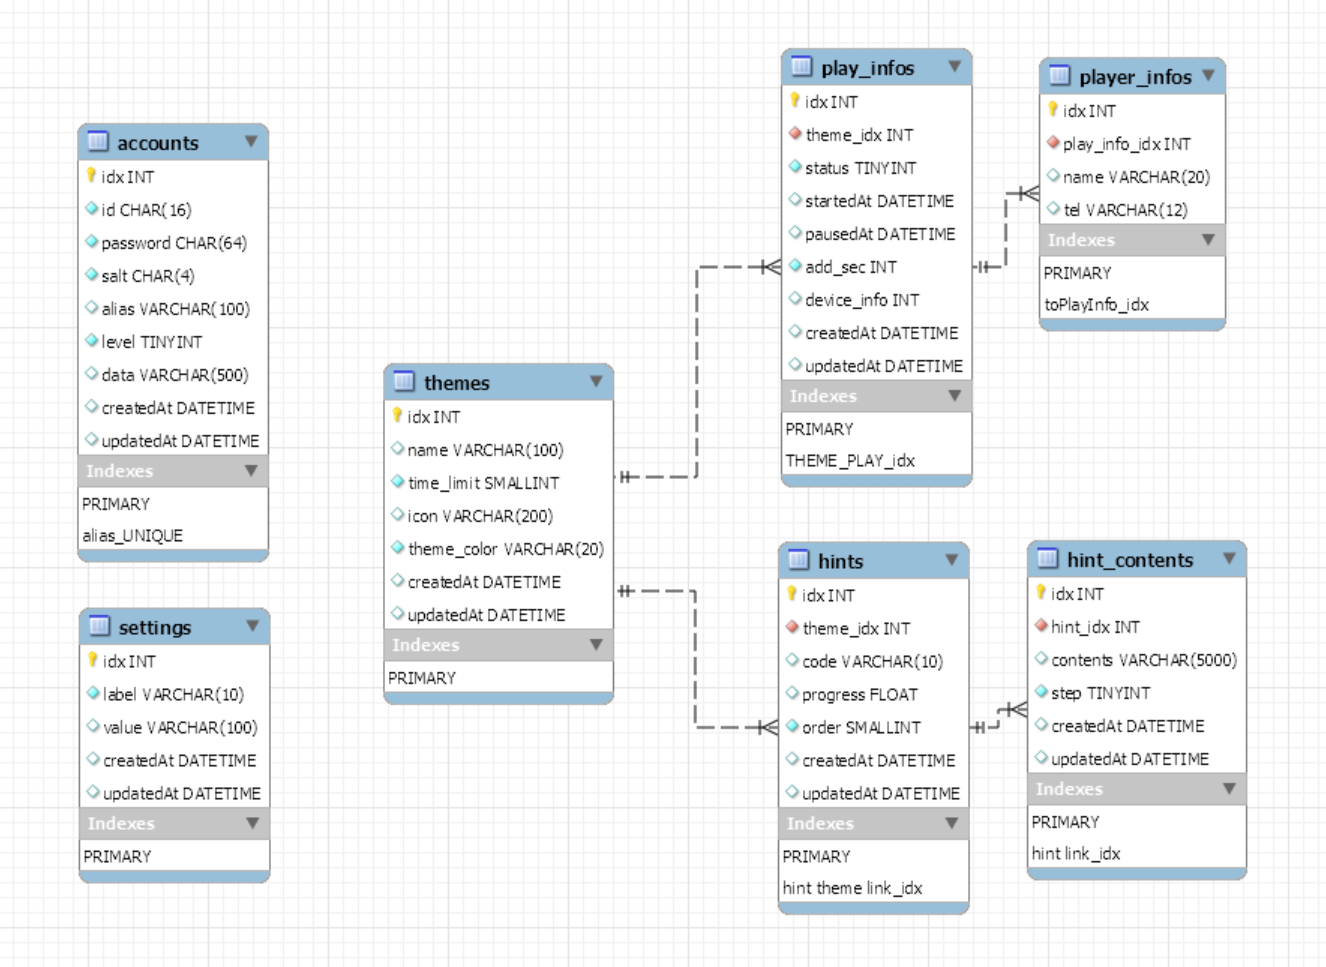 accounts
idx INT
id CHAR(16)
password CHAR(64)
salt CHAR(4)
alias VARCHAR(100)
level TINYINT
data VARCHAR(500)
createdAt DATETIME
updatedAt DATETIME
Indexes
PRIMARY
alias_UNIQUE
settings
idx INT
label VARCHAR(10)
value VARCHAR(100)
createdAt DATETIME
updatedAt DATETIME
Indexes
PRIMARY
themes
idx INT
name VARCHAR(100)
time_limit SMALLINT
icon VARCHAR(200)
theme_color VARCHAR(20)
createdAt DATETIME
updatedAt DATETIME
Indexes
PRIMARY
play_infos
idx INT
theme_idx INT
status TINYINT
startedAt DATETIME
pausedAt DATETIME
add_sec INT
device_info INT
createdAt DATETIME
updatedAt DATETIME
Indexes
PRIMARY
THEME_PLAY_idx
player_infos
idx INT
play_info_idx INT
name VARCHAR(20)
tel VARCHAR(12)
Indexes
PRIMARY
toPlayInfo_idx
hints
idx INT
theme_idx INT
code VARCHAR(10)
progress FLOAT
order SMALLINT
createdAt DATETIME
updatedAt DATETIME
Indexes
PRIMARY
hint theme link_idx
hint_contents
idx INT
hint_idx INT
contents VARCHAR(5000)
step TINYINT
createdAt DATETIME
updatedAt DATETIME
Indexes
PRIMARY
hint link_idx